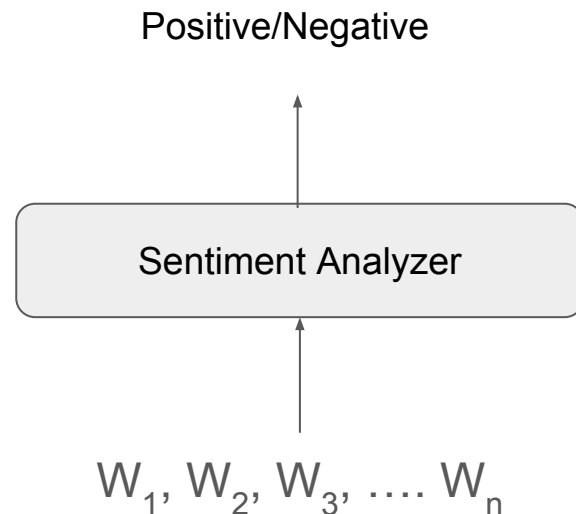 Positive/Negative
Sentiment Analyzer
W₁, W₂, W₃, .... Wₙ